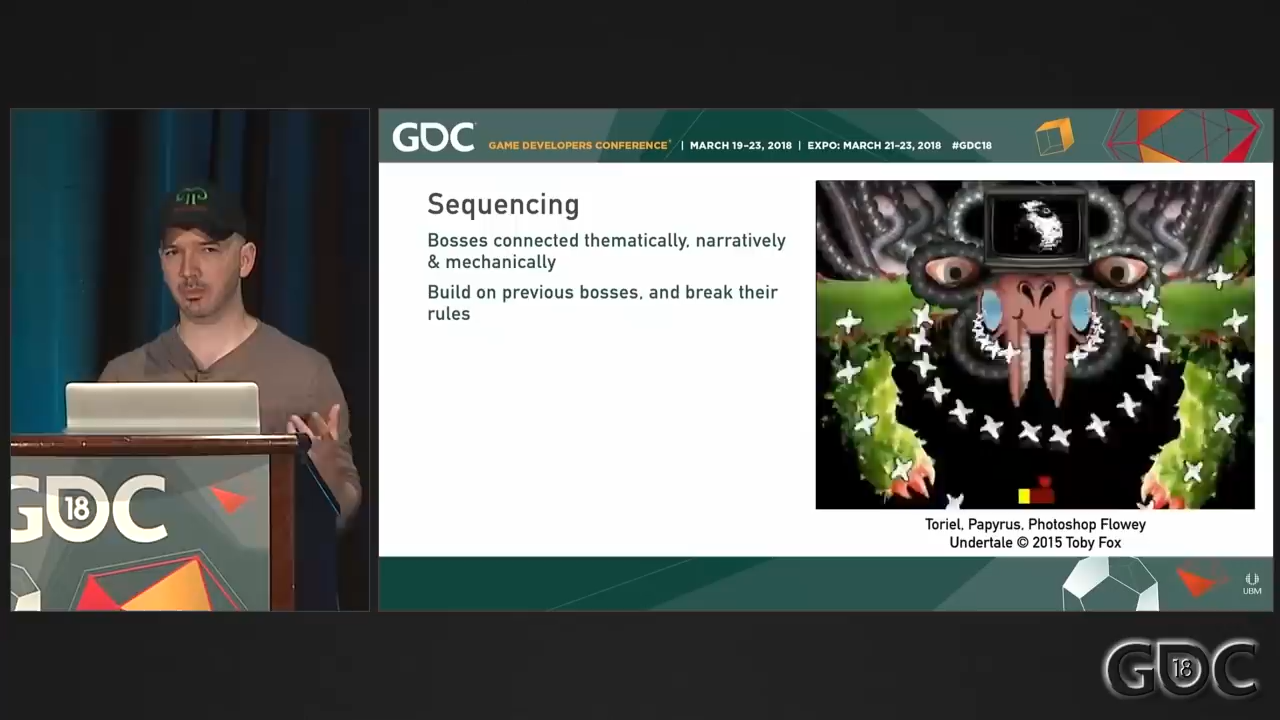 GDC
GAME DEVELOPERS CONFERENCE | MARCH 19–23, 2018 | EXPO: MARCH 21–23, 2018 #GDC18
Sequencing
Bosses connected thematically, narratively
& mechanically
Build on previous bosses, and break their
rules
Toriel, Papyrus, Photoshop Flowey
Undertale © 2015 Toby Fox
GDC
18
UBM
GDC
18